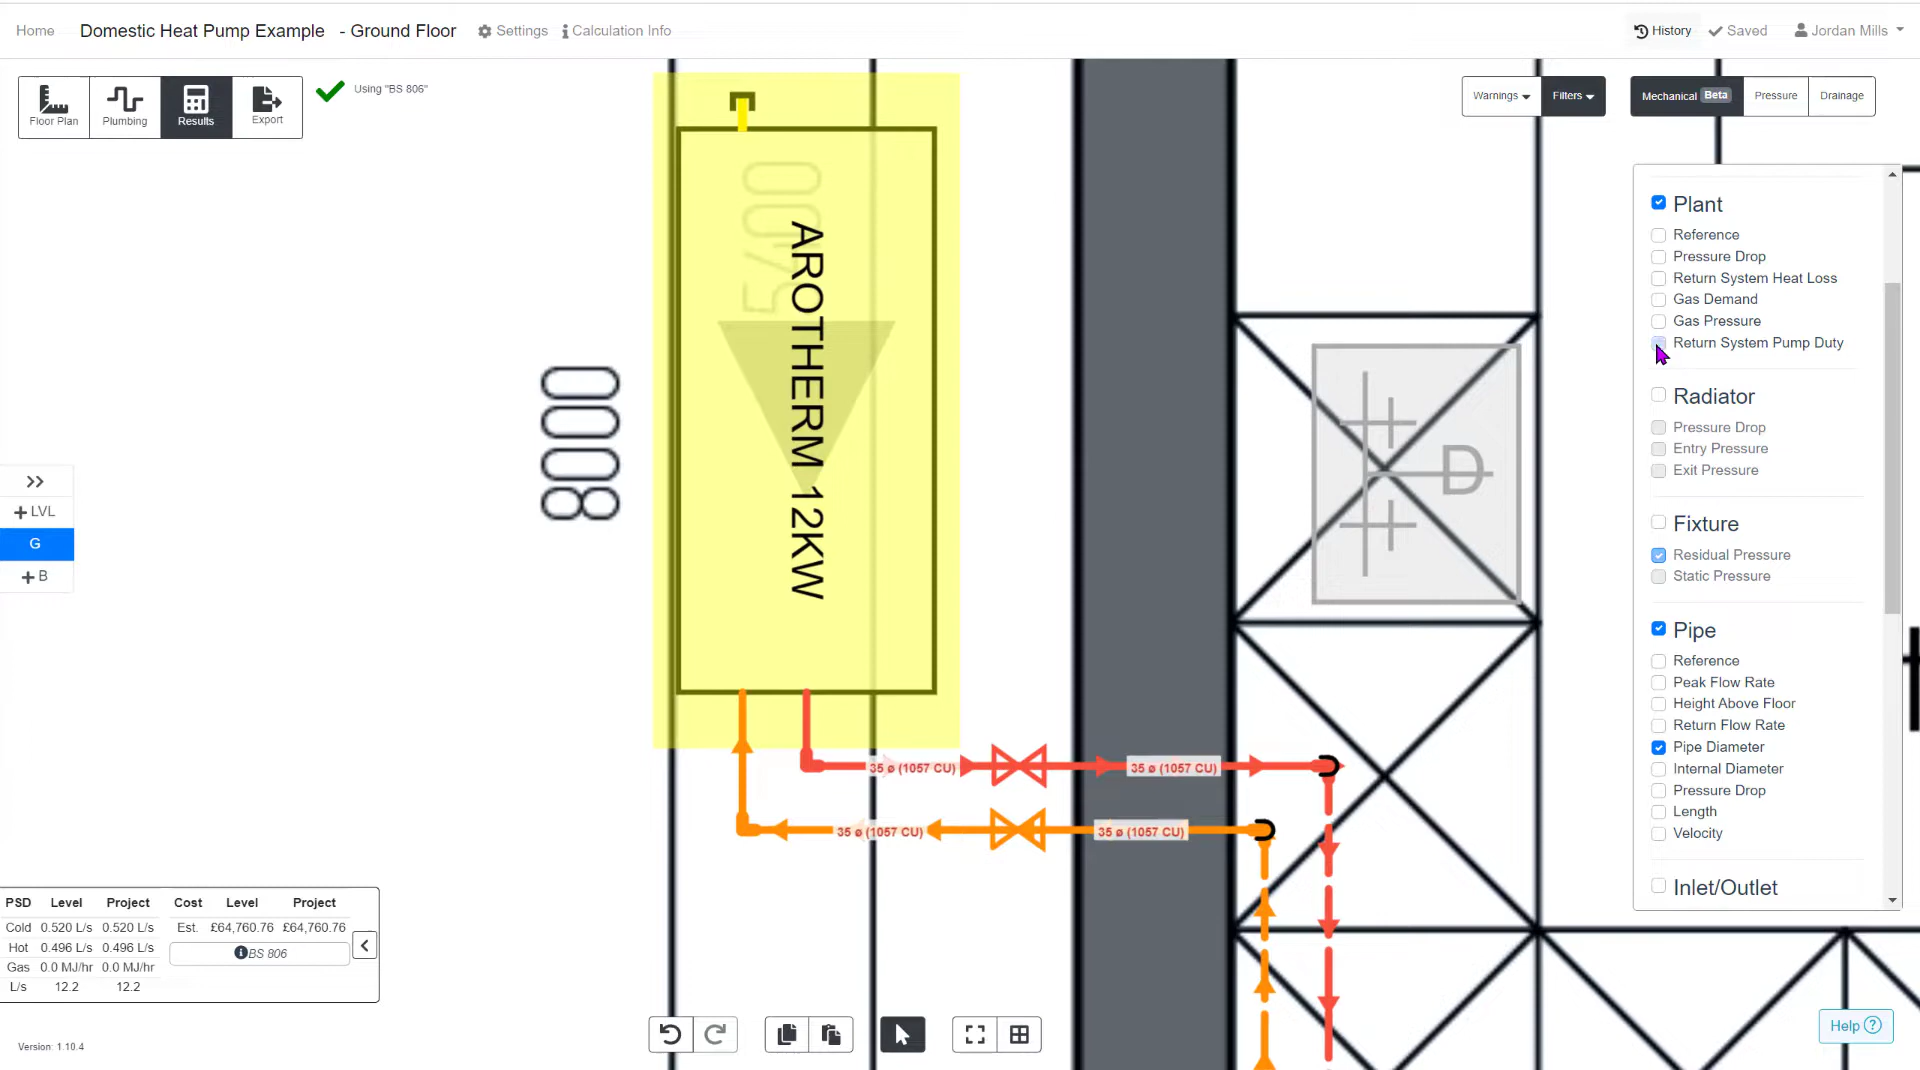 Home
Domestic Heat Pump Example - Ground Floor
Settings
Calculation Info
History
Saved
Jordan Mills
Floor Plan
Plumbing
Results
Export
Using "BS 806"
Warnings
Filters
Mechanical Beta
Pressure
Drainage
5400
AROTHERM 12KW
8000
D
35 ø (1057 CU)
35 ø (1057 CU)
35 ø (1057 CU)
35 ø (1057 CU)
Plant
Reference
Pressure Drop
Return System Heat Loss
Gas Demand
Gas Pressure
Return System Pump Duty
Radiator
Pressure Drop
Entry Pressure
Exit Pressure
Fixture
Residual Pressure
Static Pressure
Pipe
Reference
Peak Flow Rate
Height Above Floor
Return Flow Rate
Pipe Diameter
Internal Diameter
Pressure Drop
Length
Velocity
Inlet/Outlet
LVL
G
B
PSD Level Project Cost Level Project
Cold 0.520 L/s 0.520 L/s Est. £64,760.76 £64,760.76
Hot 0.496 L/s 0.496 L/s BS 806
Gas 0.0 MJ/hr 0.0 MJ/hr
L/s 12.2 12.2
Version: 1.10.4
Help